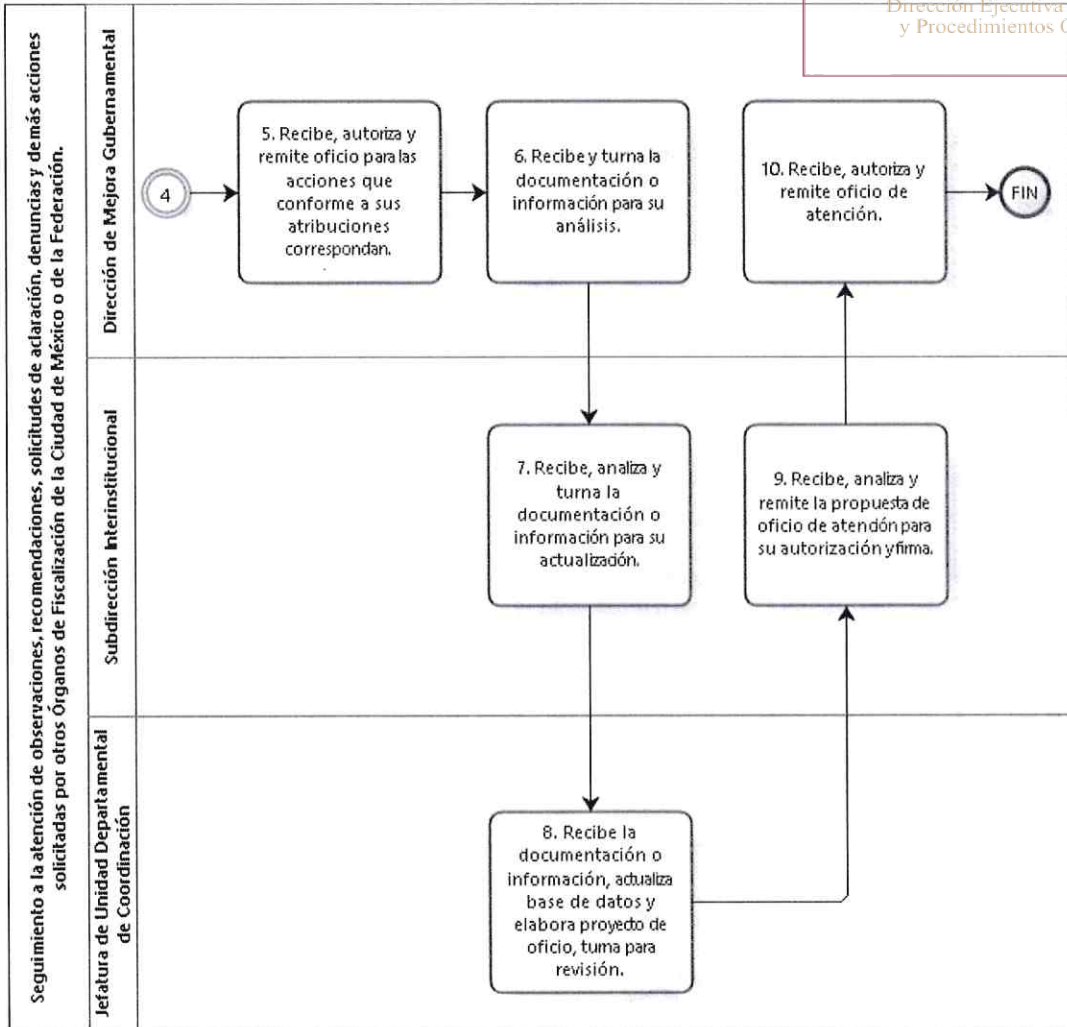 Dirección Ejecutiva
y Procedimientos
Seguimiento a la atención de observaciones, recomendaciones, solicitudes de aclaración, denuncias y demás acciones
solicitadas por otros Órganos de Fiscalización de la Ciudad de México o de la Federación.
Dirección de Mejora Gubernamental
4
5. Recibe, autoriza y
remite oficio para las
acciones que
conforme a sus
atribuciones
correspondan.
6. Recibe y turna la
documentación o
información para su
análisis.
10. Recibe, autoriza y
remite oficio de
atención.
FIN
Subdirección Interinstitucional
7. Recibe, analiza y
turna la
documentación o
información para su
actualización.
9. Recibe, analiza y
remite la propuesta de
oficio de atención para
su autorización y firma.
Jefatura de Unidad Departamental
de Coordinación
8. Recibe la
documentación o
información, actualiza
base de datos y
elabora proyecto de
oficio, turna para
revisión.